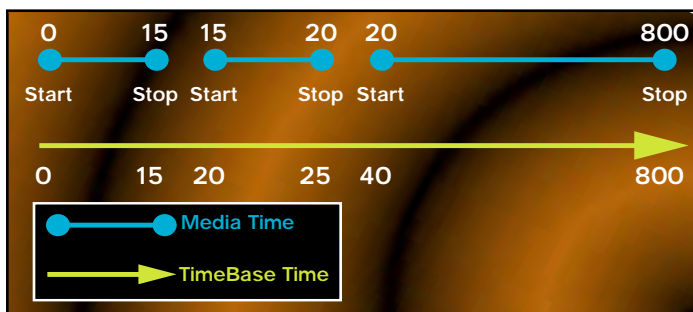 0 15 15 20 20 800
Start Stop Start Stop Start Stop
0 15 20 25 40 800
Media Time
TimeBase Time